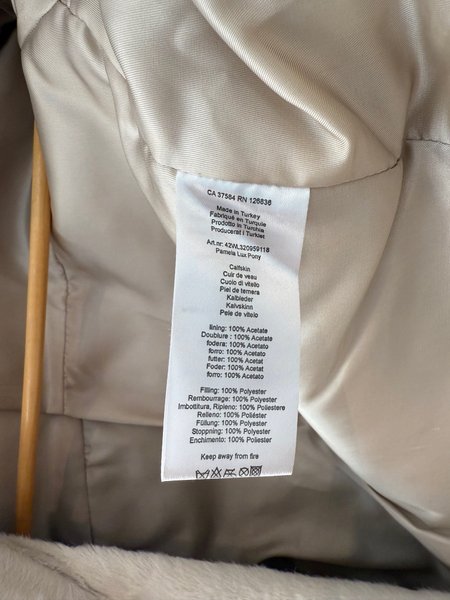 CA 37564 RN 126836
Made in Turkey
Fabriqué en Turquie
Prodotto in Turchia
Producerat i Turkiet
Art.nr: 42WL320959118
Pamela Lux Pony
Calfskin
Cuir de veau
Cuoio di vitello
Piel de ternera
Kalbleder
Kalvskinn
Pele de vitelo
lining: 100% Acetate
Doublure : 100% Acetate
fodera: 100% Acetato
forro: 100% Acetato
futter: 100% Acetat
Foder: 100% Acetat
forro: 100% Acetato
Filling: 100% Polyester
Rembourrage: 100% Polyester
Imbottitura, Ripieno: 100% Poliestere
Relleno: 100% Poliéster
Füllung: 100% Polyester
Stoppning: 100% Polyester
Enchimento: 100% Polyester
Keep away from fire